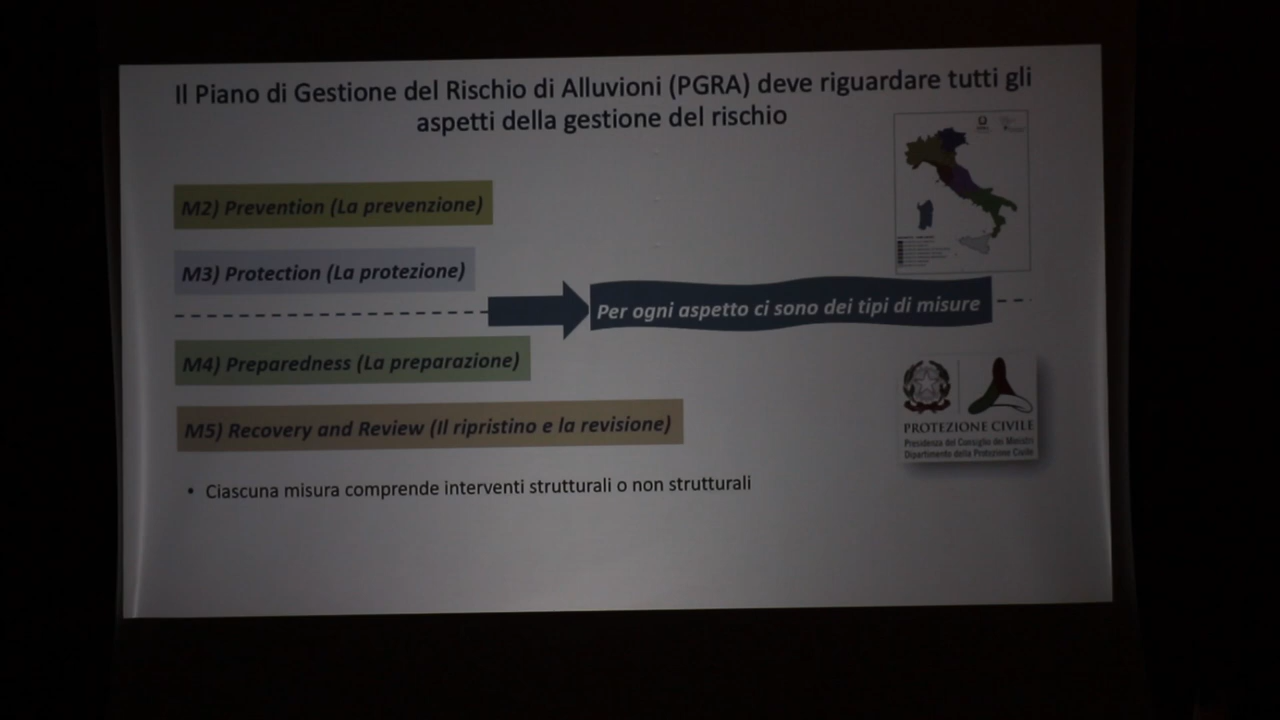 Il Piano di Gestione del Rischio di Alluvioni (PGRA) deve riguardare tutti gli
aspetti della gestione del rischio
M2) Prevention (La prevenzione)
M3) Protection (La protezione)
Per ogni aspetto ci sono dei tipi di misure
M4) Preparedness (La preparazione)
M5) Recovery and Review (Il ripristino e la revisione)
PROTEZIONE CIVILE
Presidenza del Consiglio dei Ministri
Dipartimento della Protezione Civile
• Ciascuna misura comprende interventi strutturali o non strutturali